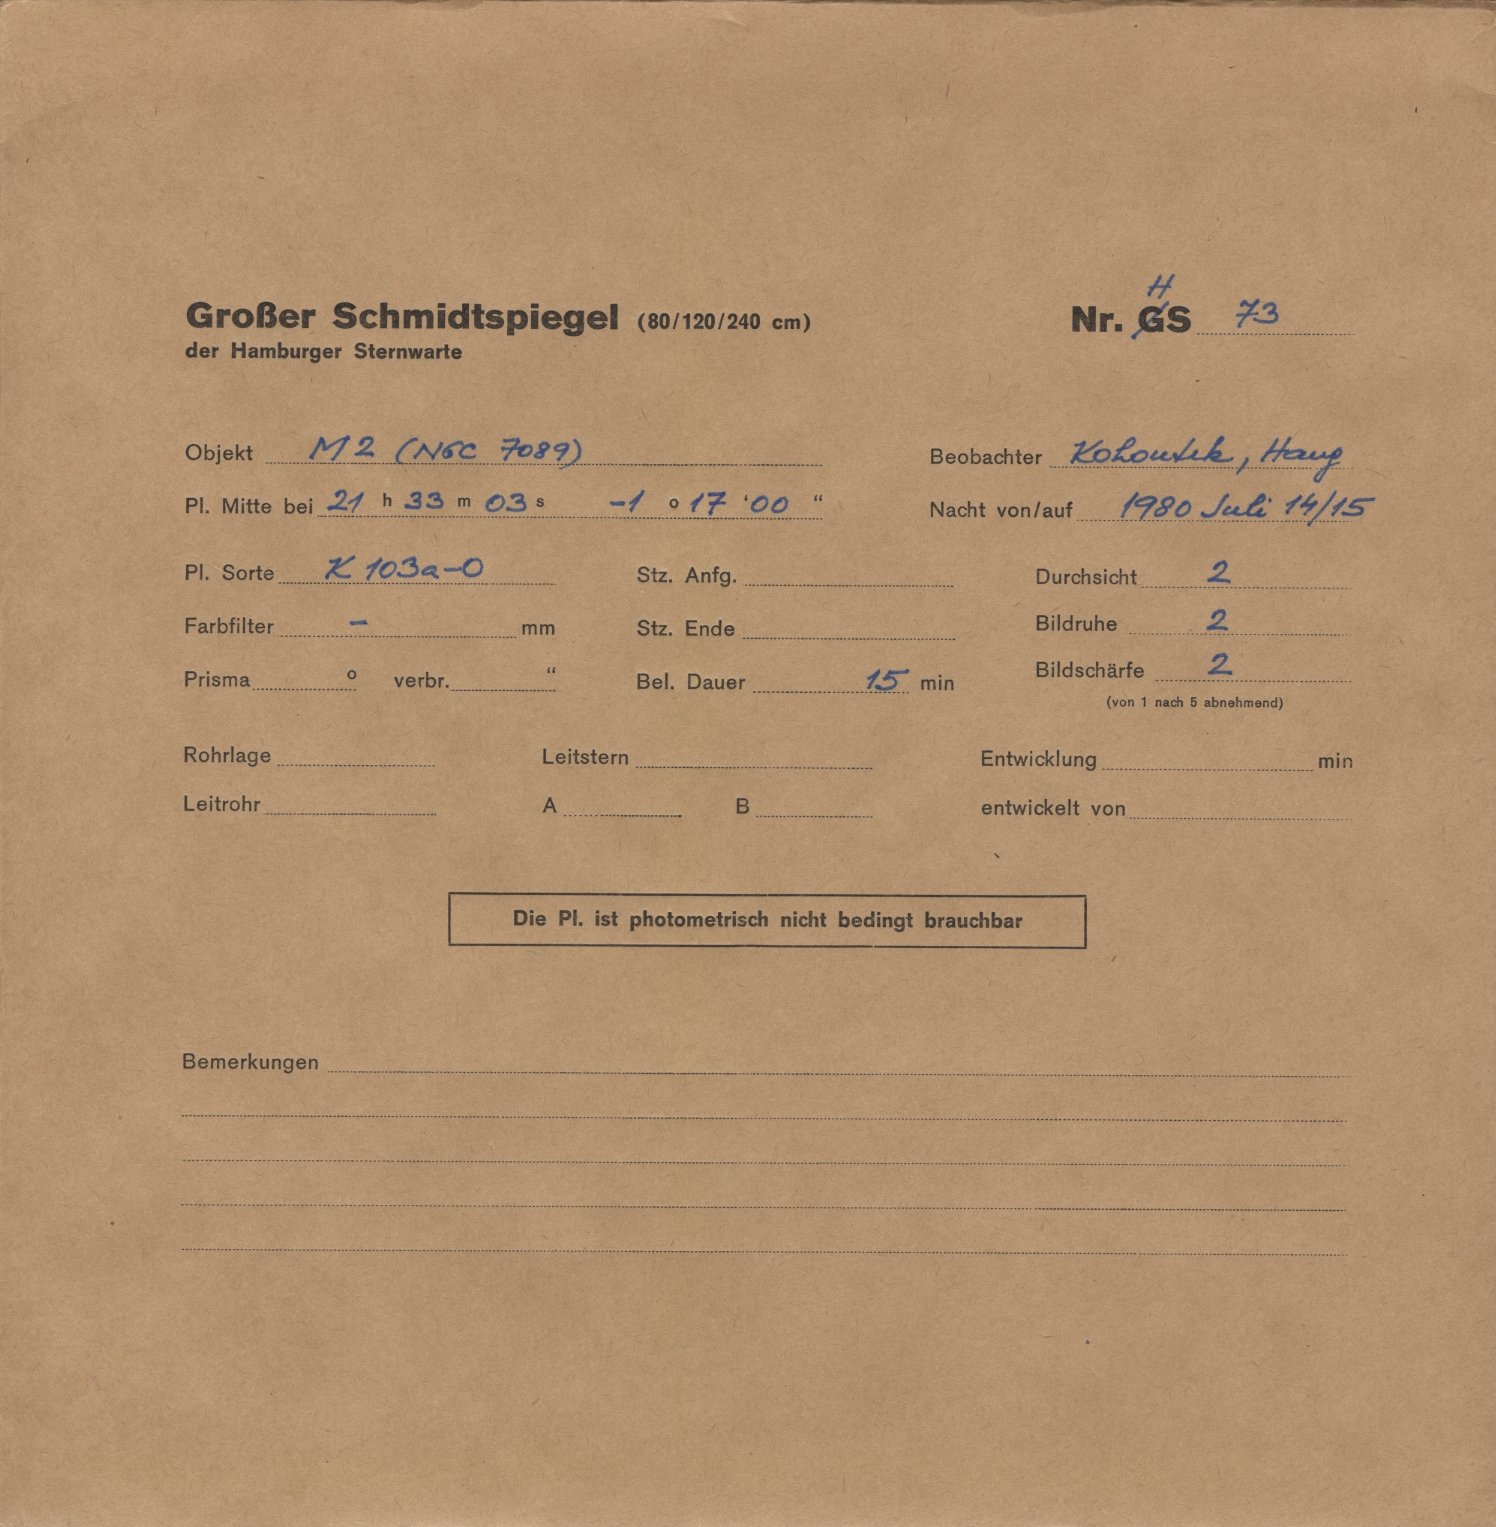 Großer Schmidtspiegel (80/120/240 cm)
der Hamburger Sternwarte
H
Nr. GS 73
Objekt M2 (NGC 7089)
Beobachter Kohoutek, Haug
Pl. Mitte bei 21 h 33 m 03 s -1 o 17 ‘00 “
Nacht von/auf 1980 Juli 14/15
Pl. Sorte K 103a-O
Stz. Anfg.
Durchsicht 2
Farbfilter – mm
Stz. Ende
Bildruhe 2
Prisma o verbr. “
Bel. Dauer 15 min
Bildschärfe 2
(von 1 nach 5 abnehmend)
Rohrlage
Leitstern
Entwicklung min
Leitrohr
A B
entwickelt von
Die Pl. ist photometrisch nicht bedingt brauchbar
Bemerkungen